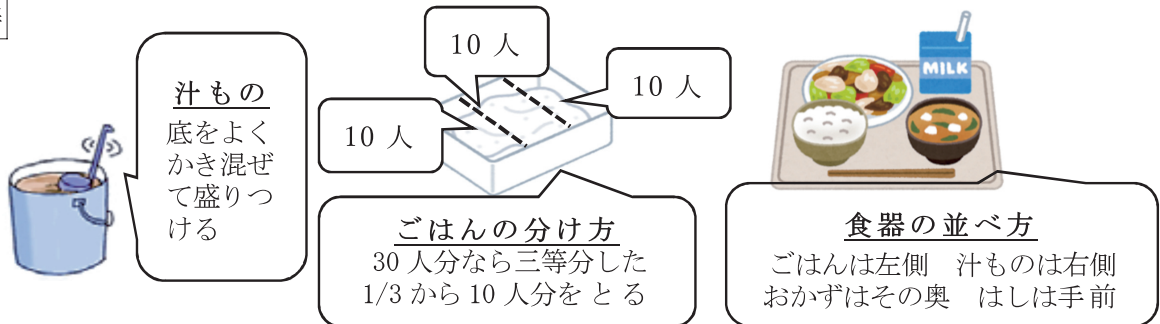 汁もの
底をよく
かき混ぜ
て盛りつ
ける
10 人
10 人
10 人
ごはんの分け方
30 人分なら三等分した
1/3 から 10 人分を とる
MILK
食器の並べ方
ごはんは左側　汁ものは右側
おかずはその奥　はしは手前